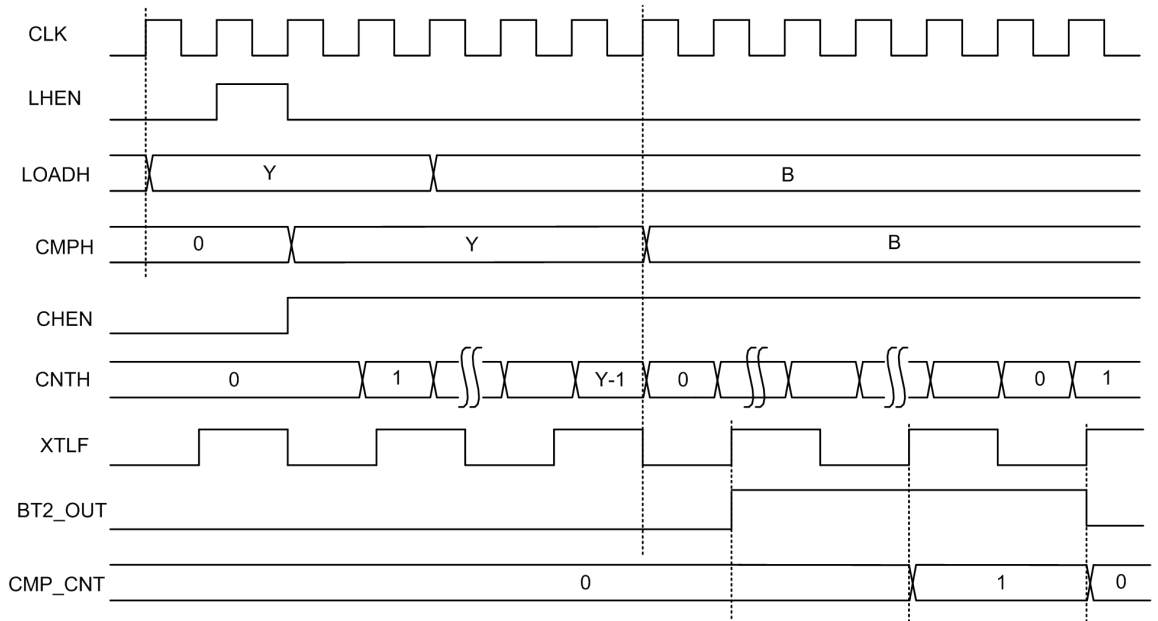 CLK
LHEN
LOADH Y B
CMPH 0 Y B
CHEN
CNTH 0 1 Y-1 0 0 1
XTLF
BT2_OUT
CMP_CNT 0 1 0